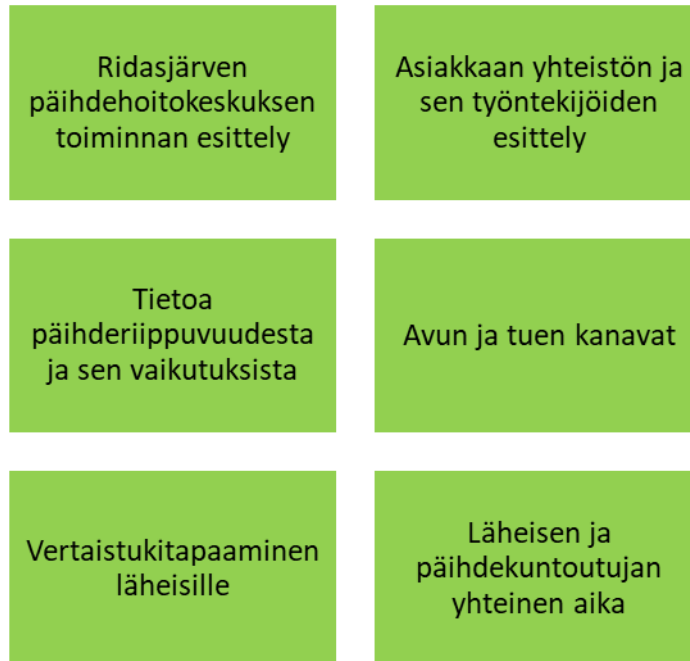 Ridasjärven
päihdehoitokeskuksen
toiminnan esittely
Asiakkaan yhteistön ja
sen työntekijöiden
esittely
Tietoa
päihderiippuvuudesta
ja sen vaikutuksista
Avun ja tuen kanavat
Vertaistukitapaaminen
läheisille
Läheisen ja
päihdekuntoutujan
yhteinen aika